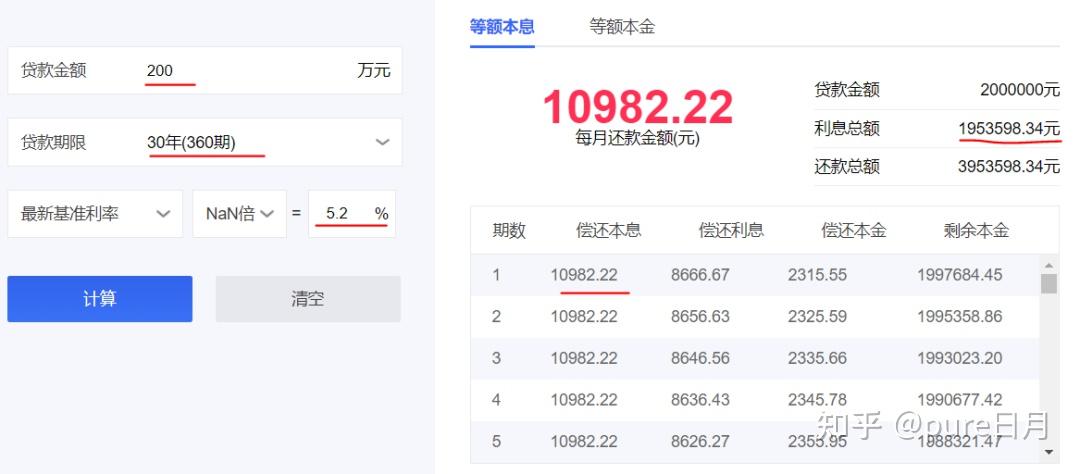 贷款金额 200 万元
贷款期限 30年(360期)
最新基准利率 NaN倍 = 5.2 %
计算 清空
等额本息 等额本金
10982.22
每月还款金额(元)
贷款金额 2000000元
利息总额 1953598.34元
还款总额 3953598.34元
期数 偿还本息 偿还利息 偿还本金 剩余本金
1 10982.22 8666.67 2315.55 1997684.45
2 10982.22 8656.63 2325.59 1995358.86
3 10982.22 8646.56 2335.66 1993023.20
4 10982.22 8636.43 2345.78 1990677.42
5 10982.22 8626.27 2355.95 1988321.47
知乎 @pure日月